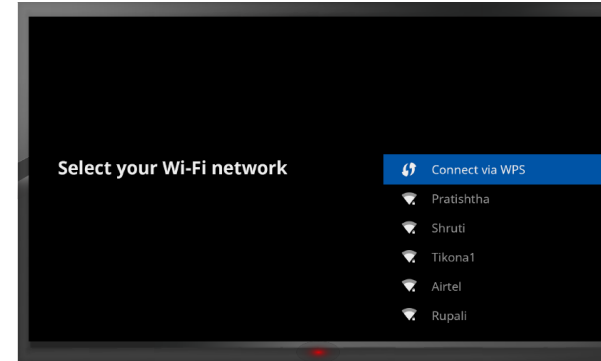 Select your Wi-Fi network
Connect via WPS
Pratishtha
Shruti
Tikona1
Airtel
Rupali